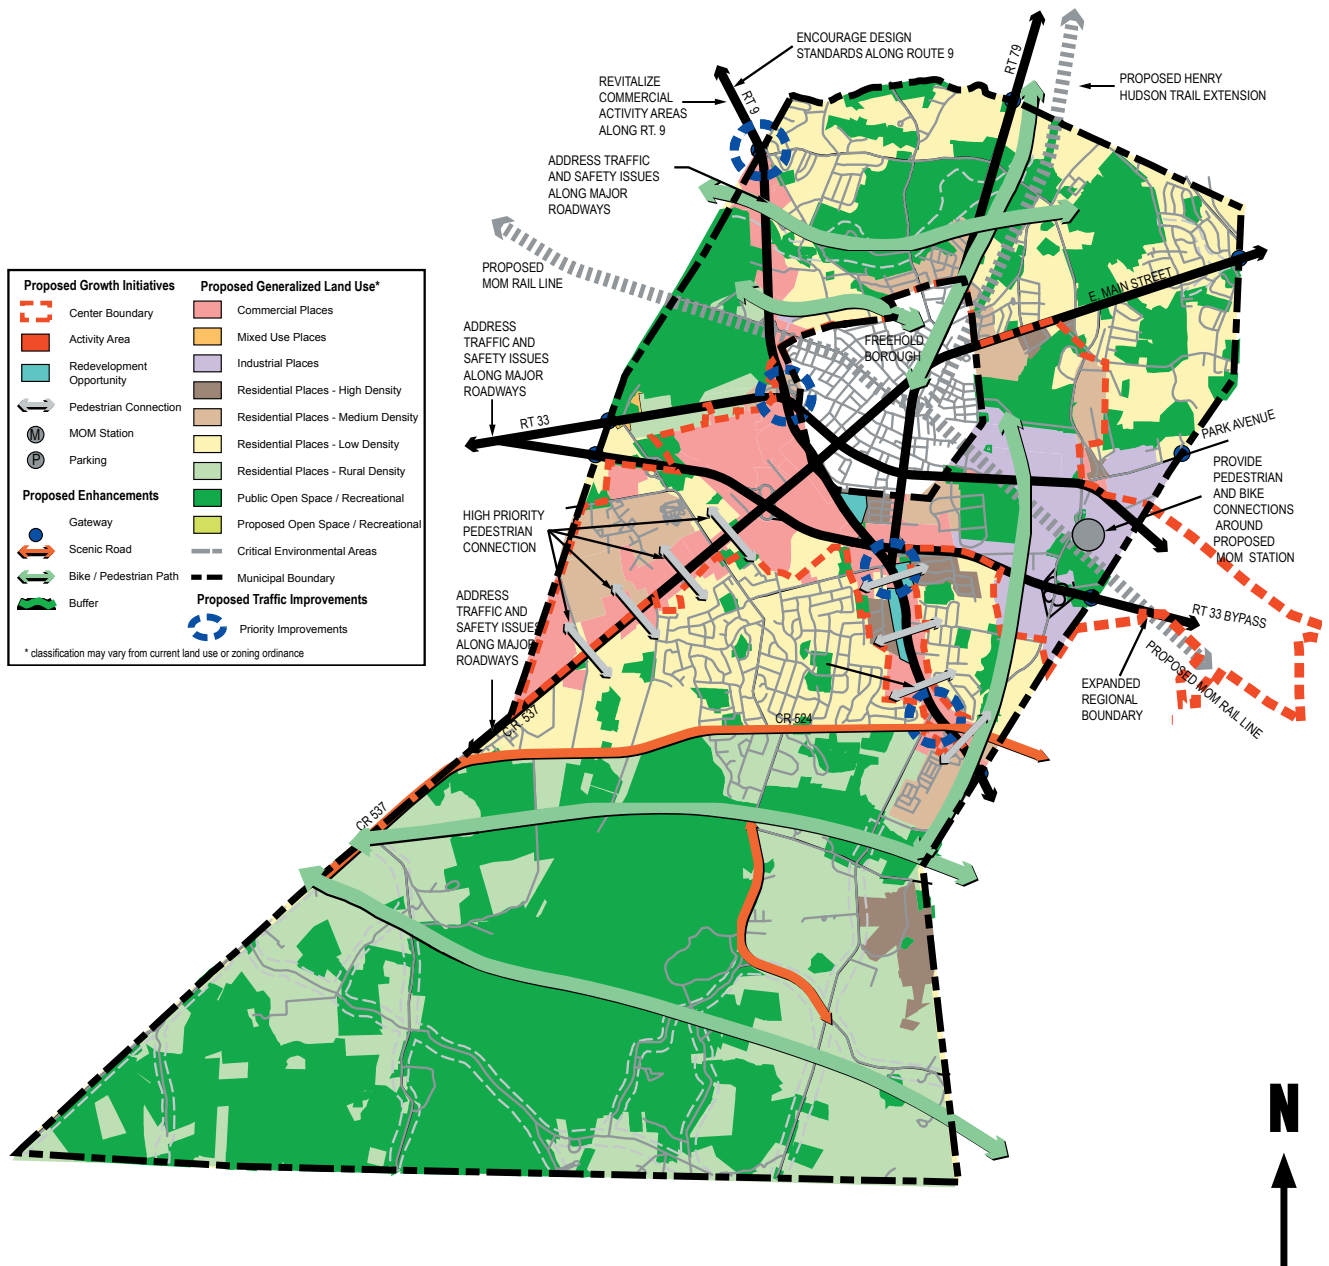 ENCOURAGE DESIGN
STANDARDS ALONG ROUTE 9
RT 79
REVITALIZE
COMMERCIAL
ACTIVITY AREAS
ALONG RT. 9
RT 9
PROPOSED HENRY
HUDSON TRAIL EXTENSION
ADDRESS TRAFFIC
AND SAFETY ISSUES
ALONG MAJOR
ROADWAYS
PROPOSED
MOM RAIL LINE
E. MAIN STREET
FREEHOLD
BOROUGH
ADDRESS
TRAFFIC AND
SAFETY ISSUES
ALONG MAJOR
ROADWAYS
RT 33
PARK AVENUE
PROVIDE
PEDESTRIAN
AND BIKE
CONNECTIONS
AROUND
PROPOSED
MOM STATION
HIGH PRIORITY
PEDESTRIAN
CONNECTION
ADDRESS
TRAFFIC AND
SAFETY ISSUES
ALONG MAJOR
ROADWAYS
RT 33 BYPASS
PROPOSED MOM RAIL LINE
EXPANDED
REGIONAL
BOUNDARY
C.R. 537
CR 524
CR 537
Proposed Growth Initiatives
Center Boundary
Activity Area
Redevelopment
Opportunity
Pedestrian Connection
M
MOM Station
P
Parking
Proposed Enhancements
Gateway
Scenic Road
Bike / Pedestrian Path
Buffer
Proposed Generalized Land Use*
Commercial Places
Mixed Use Places
Industrial Places
Residential Places - High Density
Residential Places - Medium Density
Residential Places - Low Density
Residential Places - Rural Density
Public Open Space / Recreational
Proposed Open Space / Recreational
Critical Environmental Areas
Municipal Boundary
Proposed Traffic Improvements
Priority Improvements
* classification may vary from current land use or zoning ordinance
N